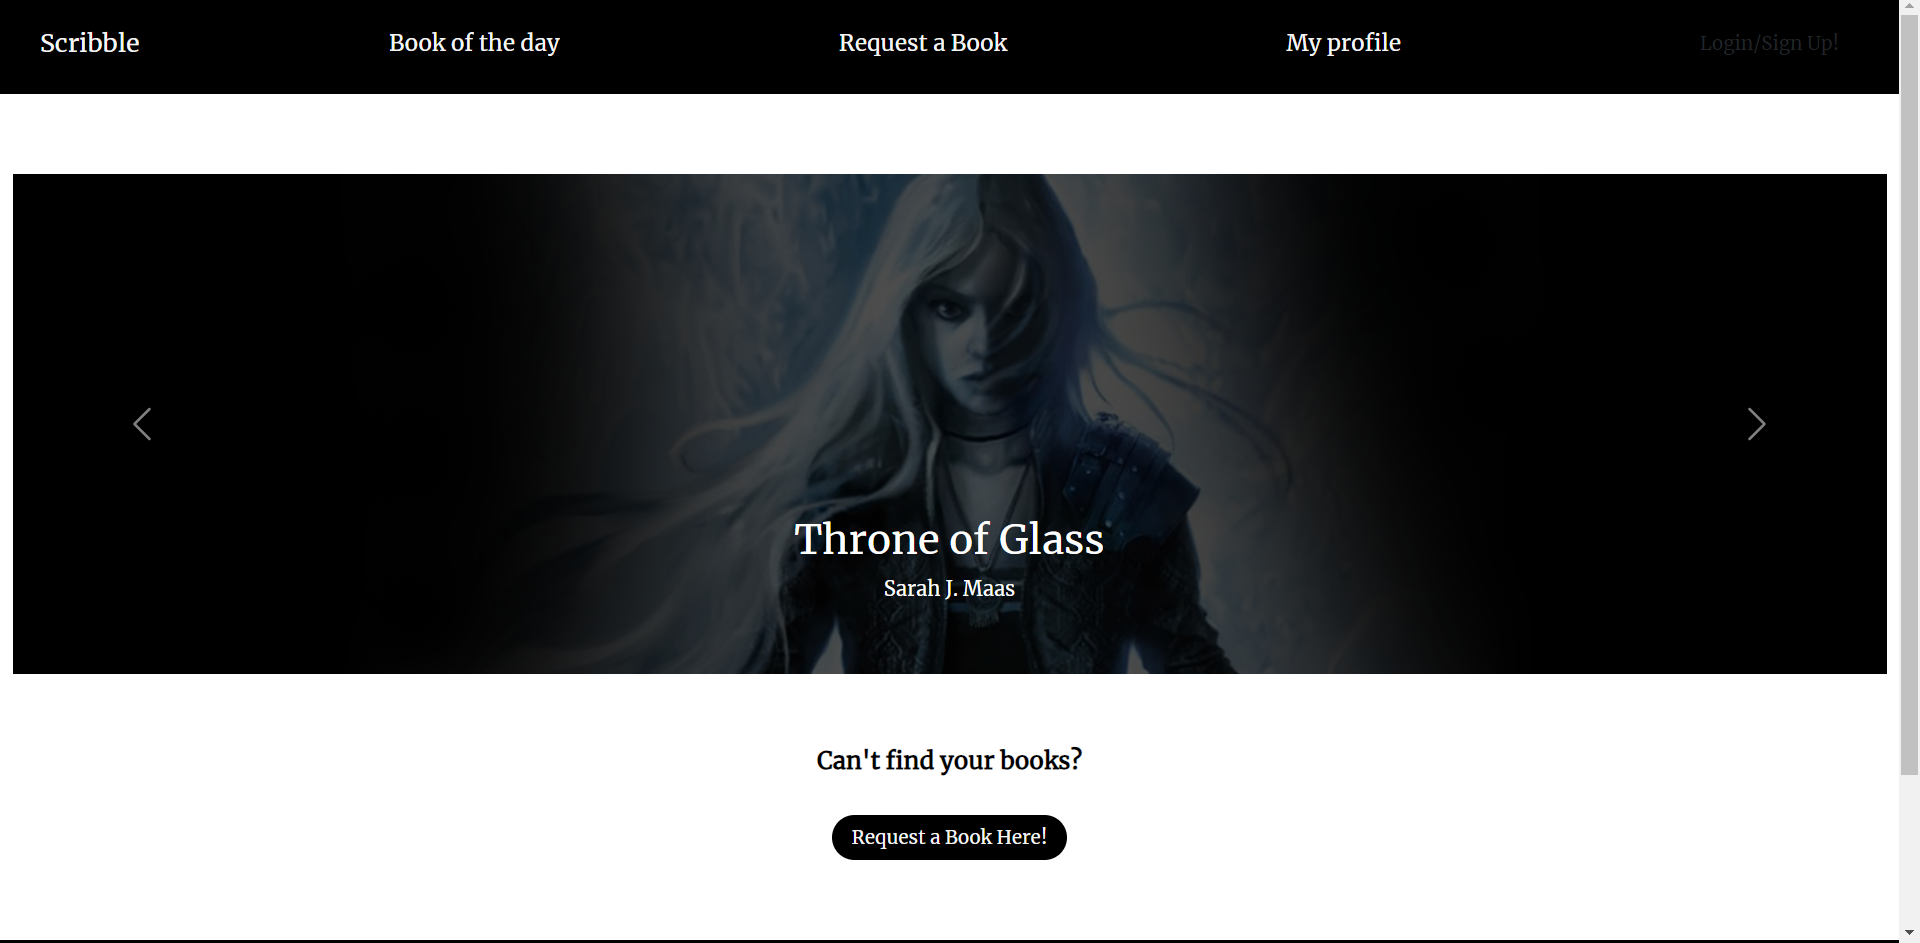 Scribble
Book of the day
Request a Book
My profile
Login/Sign Up!
Throne of Glass
Sarah J. Maas
Can't find your books?
Request a Book Here!